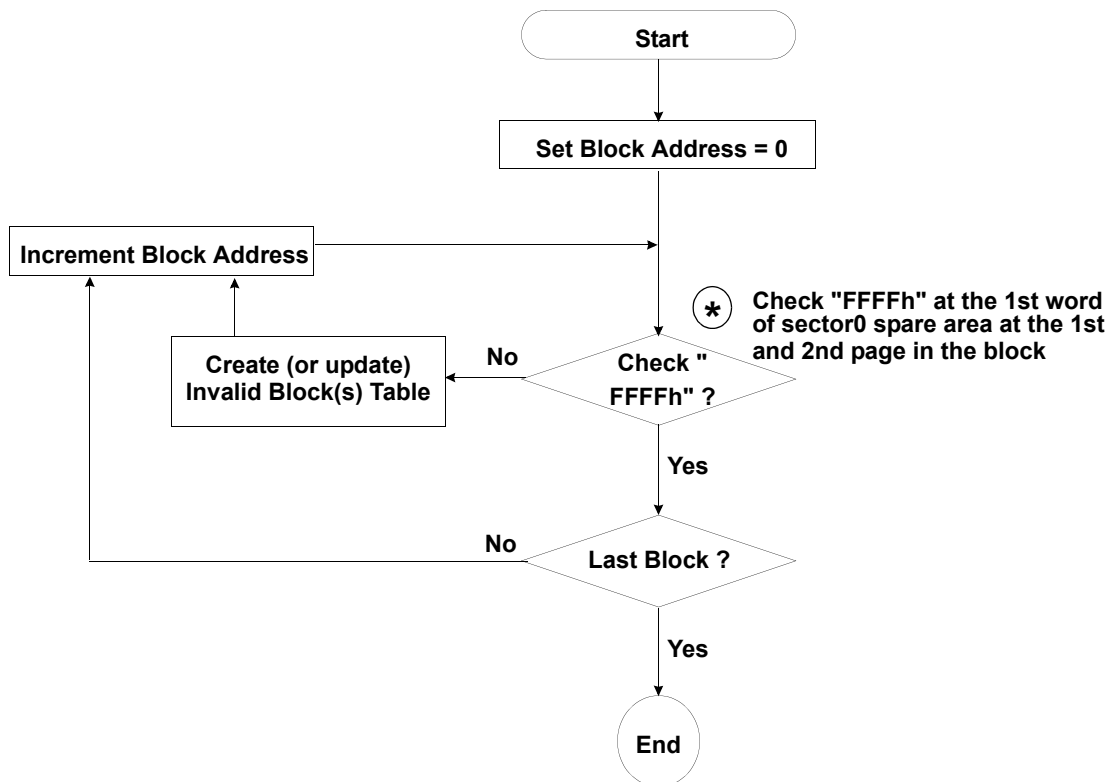 Start
Set Block Address = 0
Increment Block Address
*
Check "FFFFh" at the 1st word
of sector0 spare area at the 1st
and 2nd page in the block
No
Create (or update)
Invalid Block(s) Table
Check "
FFFFh" ?
Yes
No
Last Block ?
Yes
End